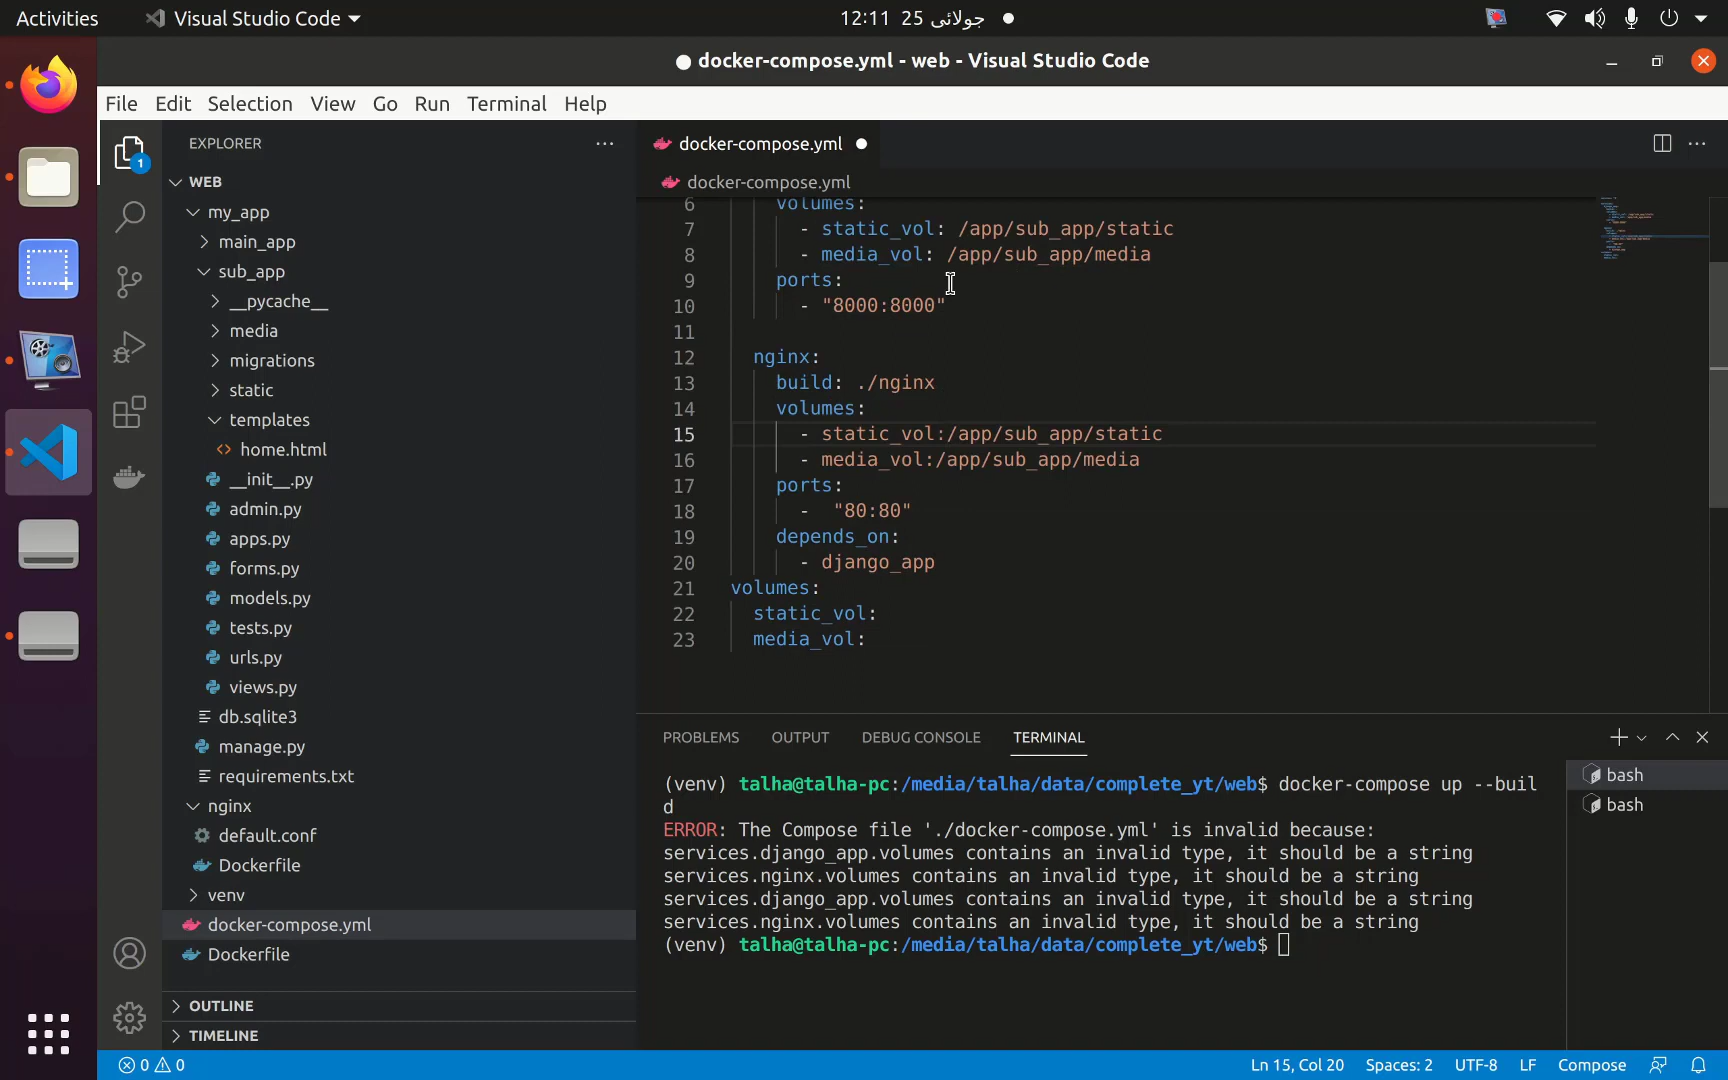 Activities
Visual Studio Code
12:11 25 جولائی
docker-compose.yml - web - Visual Studio Code
File Edit Selection View Go Run Terminal Help
EXPLORER
1
WEB
my_app
main_app
sub_app
__pycache__
media
migrations
static
templates
home.html
__init__.py
admin.py
apps.py
forms.py
models.py
tests.py
urls.py
views.py
db.sqlite3
manage.py
requirements.txt
nginx
default.conf
Dockerfile
venv
docker-compose.yml
Dockerfile
OUTLINE
TIMELINE
docker-compose.yml
docker-compose.yml
6 volumes:
7 - static_vol: /app/sub_app/static
8 - media_vol: /app/sub_app/media
9 ports:
10 - "8000:8000"
11
12 nginx:
13 build: ./nginx
14 volumes:
15 - static_vol:/app/sub_app/static
16 - media_vol:/app/sub_app/media
17 ports:
18 - "80:80"
19 depends_on:
20 - django_app
21 volumes:
22 static_vol:
23 media_vol:
PROBLEMS OUTPUT DEBUG CONSOLE TERMINAL
(venv) talha@talha-pc:/media/talha/data/complete_yt/web$ docker-compose up --buil
d
ERROR: The Compose file './docker-compose.yml' is invalid because:
services.django_app.volumes contains an invalid type, it should be a string
services.nginx.volumes contains an invalid type, it should be a string
services.django_app.volumes contains an invalid type, it should be a string
services.nginx.volumes contains an invalid type, it should be a string
(venv) talha@talha-pc:/media/talha/data/complete_yt/web$
bash
bash
0 0
Ln 15, Col 20 Spaces: 2 UTF-8 LF Compose